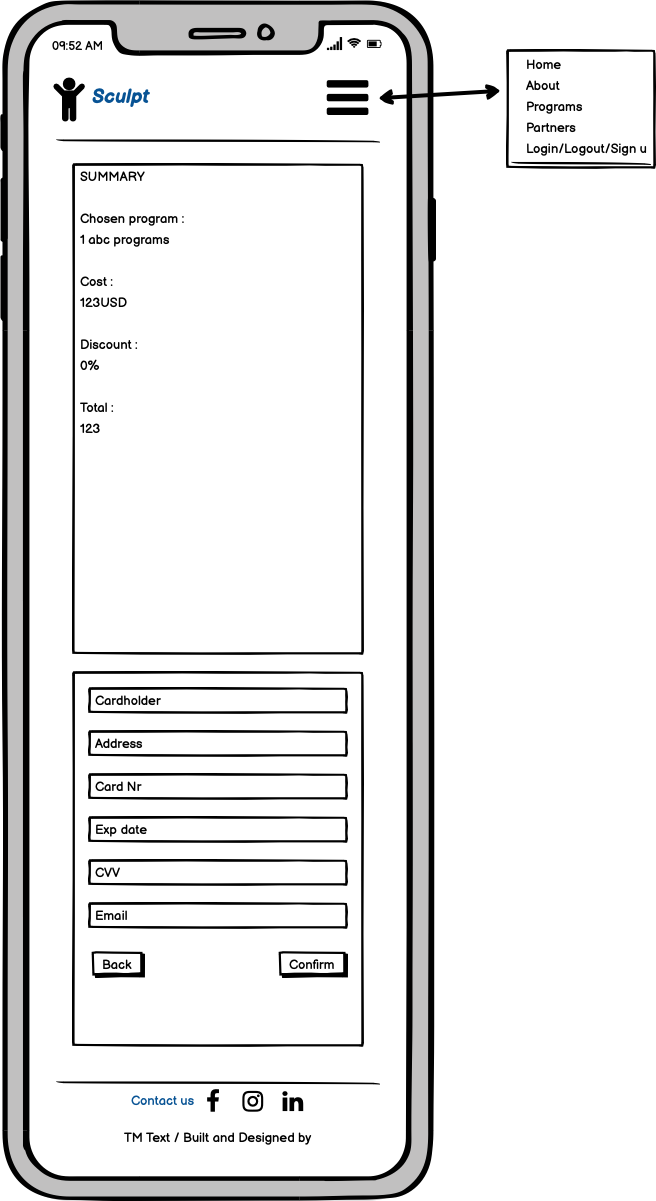 09:52 AM
Sculpt
Home
About
Programs
Partners
Login/Logout/Sign u
SUMMARY
Chosen program :
1 abc programs
Cost :
123USD
Discount :
0%
Total :
123
Cardholder
Address
Card Nr
Exp date
CVV
Email
Back
Confirm
Contact us
TM Text / Built and Designed by